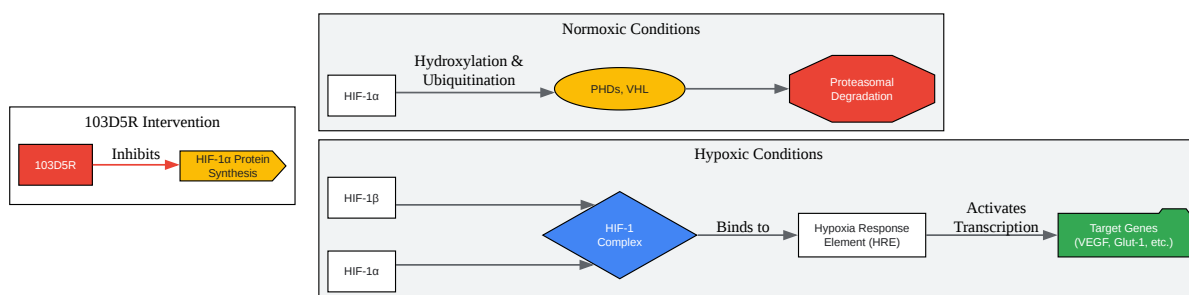 103D5R Intervention
103D5R
Inhibits
HIF-1α Protein
Synthesis
Normoxic Conditions
HIF-1α
Hydroxylation &
Ubiquitination
PHDs, VHL
Proteasomal
Degradation
Hypoxic Conditions
HIF-1β
HIF-1α
HIF-1
Complex
Binds to
Hypoxia Response
Element (HRE)
Activates
Transcription
Target Genes
(VEGF, Glut-1, etc.)